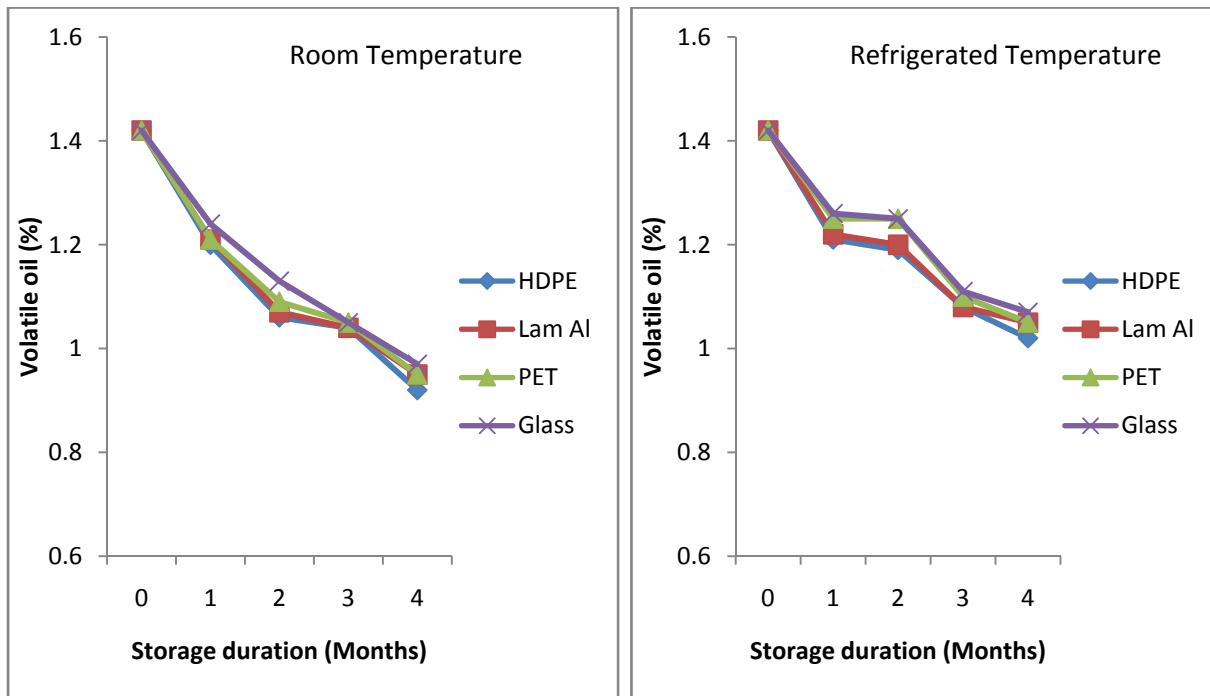 Room Temperature
Volatile oil (%)
1.6
1.4
1.2
1
0.8
0.6
0 1 2 3 4
Storage duration (Months)
HDPE
Lam Al
PET
Glass
Refrigerated Temperature
Volatile oil (%)
1.6
1.4
1.2
1
0.8
0.6
0 1 2 3 4
Storage duration (Months)
HDPE
Lam Al
PET
Glass